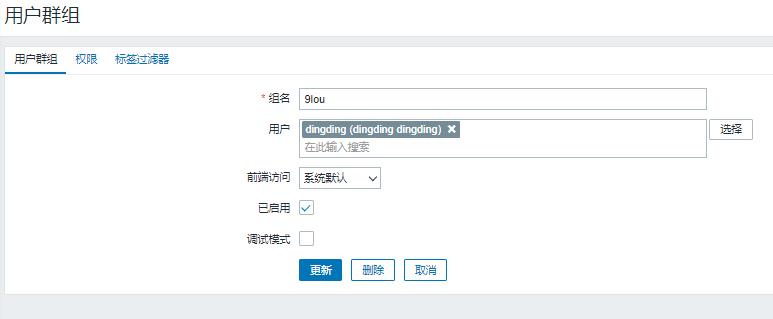 用户群组
用户群组 权限 标签过滤器
* 组名 9lou
用户 dingding (dingding dingding) 选择
在此输入搜索
前端访问 系统默认
已启用
调试模式
更新 删除 取消